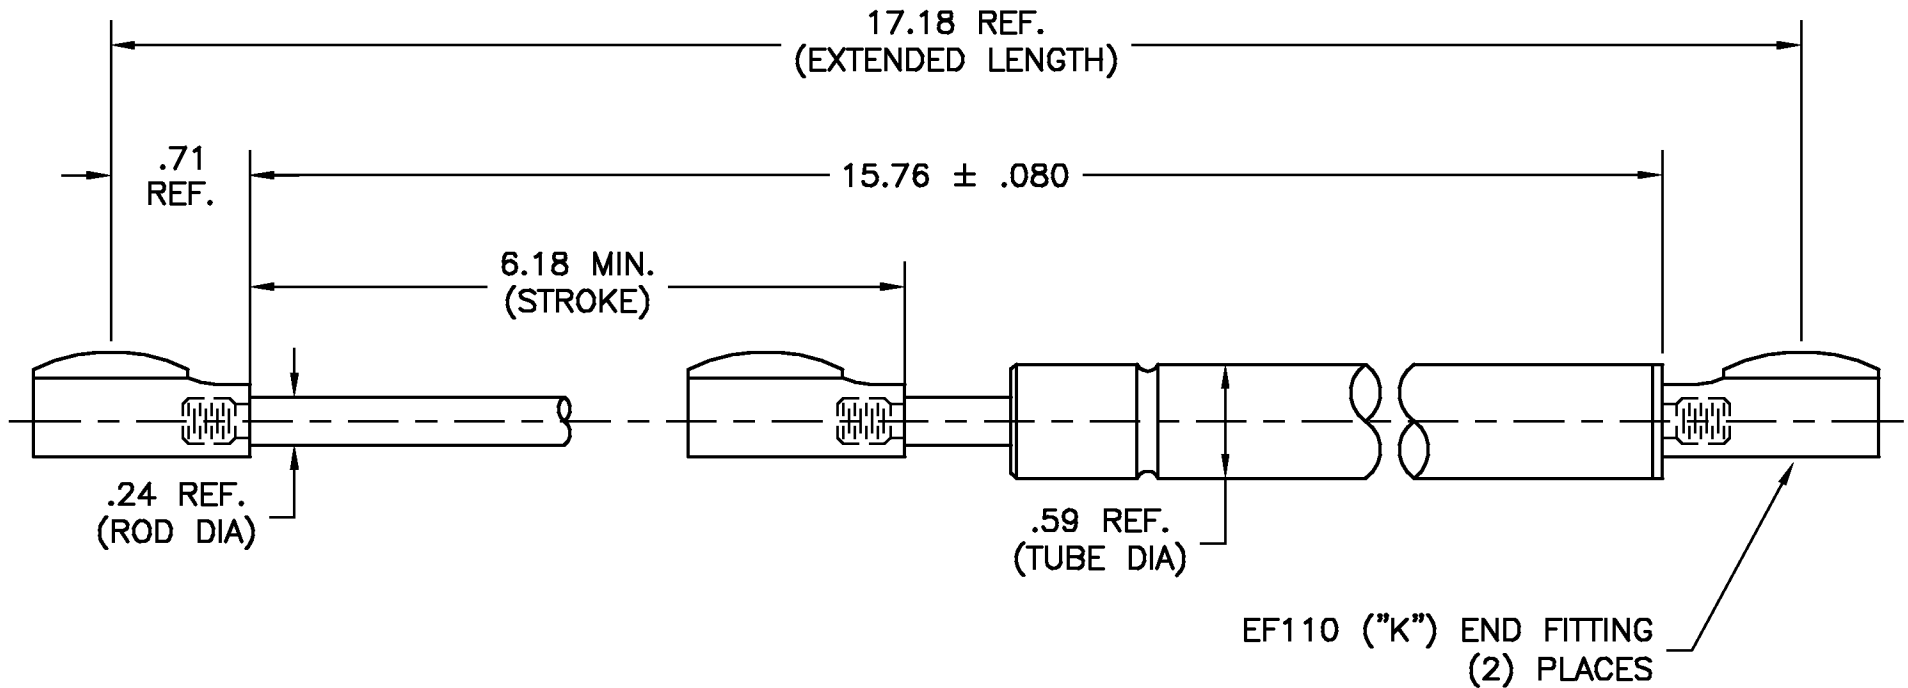 17.18 REF.
(EXTENDED LENGTH)
.71
REF.
15.76 ± .080
6.18 MIN.
(STROKE)
.24 REF.
(ROD DIA)
.59 REF.
(TUBE DIA)
EF110 (”K”) END FITTING
(2) PLACES